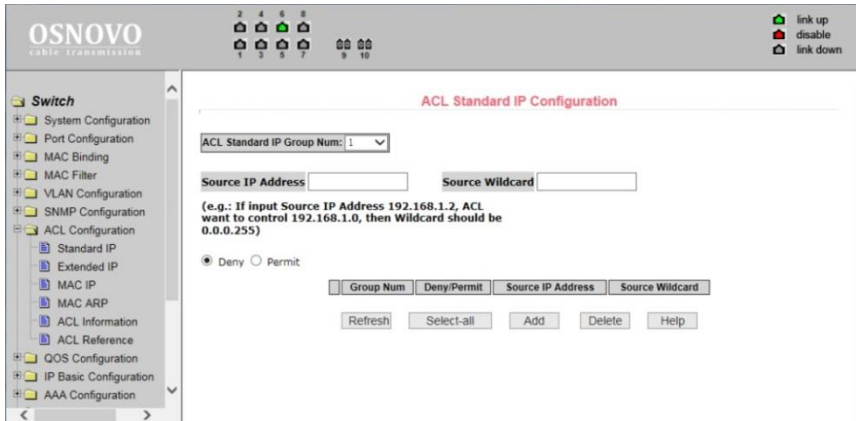 OSNOVO
cable transmission
2 4 6 8
1 3 5 7 9 10
link up
disable
link down
Switch
System Configuration
Port Configuration
MAC Binding
MAC Filter
VLAN Configuration
SNMP Configuration
ACL Configuration
Standard IP
Extended IP
MAC IP
MAC ARP
ACL Information
ACL Reference
QOS Configuration
IP Basic Configuration
AAA Configuration
ACL Standard IP Configuration
ACL Standard IP Group Num: 1
Source IP Address Source Wildcard
(e.g.: If input Source IP Address 192.168.1.2, ACL
want to control 192.168.1.0, then Wildcard should be
0.0.0.255)
Deny Permit
Group Num Deny/Permit Source IP Address Source Wildcard
Refresh Select-all Add Delete Help